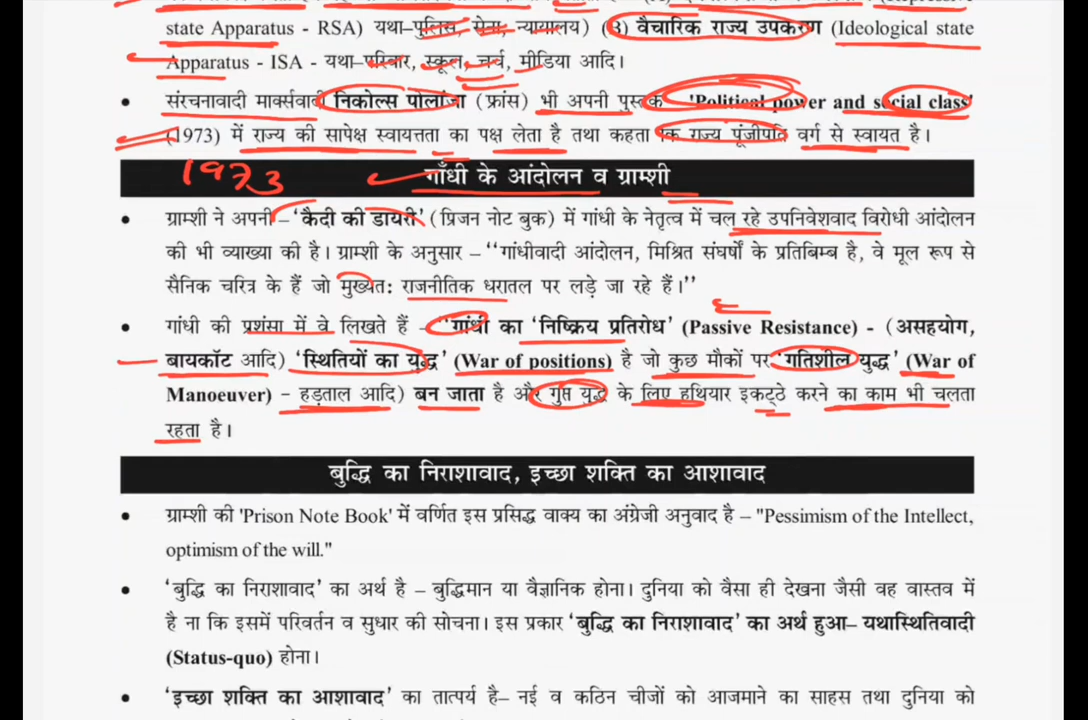 state Apparatus - RSA) यथा-पुलिस, सेना, न्यायालय) (3) वैचारिक राज्य उपकरण (Ideological state
Apparatus - ISA - यथा-परिवार, स्कूल, चर्च, मीडिया आदि।
• संरचनावादी मार्क्सवादी निकोल्स पोलांजा (फ्रांस) भी अपनी पुस्तक 'Political power and social class'
(1973) में राज्य की सापेक्ष स्वायत्तता का पक्ष लेता है तथा कहता कि राज्य पूंजीपति वर्ग से स्वायत है।
1973
गाँधी के आंदोलन व ग्राम्शी
• ग्राम्शी ने अपनी – 'कैदी की डायरी' (प्रिजन नोट बुक) में गांधी के नेतृत्व में चल रहे उपनिवेशवाद विरोधी आंदोलन
की भी व्याख्या की है। ग्राम्शी के अनुसार – ''गांधीवादी आंदोलन, मिश्रित संघर्षों के प्रतिबिम्ब है, वे मूल रूप से
सैनिक चरित्र के हैं जो मुख्यत: राजनीतिक धरातल पर लड़े जा रहे हैं।''
• गांधी की प्रशंसा में वे लिखते हैं - ''गांधी का 'निष्क्रिय प्रतिरोध' (Passive Resistance) - (असहयोग,
बायकॉट आदि) 'स्थितियों का युद्ध' (War of positions) है जो कुछ मौकों पर 'गतिशील युद्ध' (War of
Manoeuver) - हड़ताल आदि) बन जाता है और गुप्त युद्ध के लिए हथियार इकट्ठे करने का काम भी चलता
रहता है।
बुद्धि का निराशावाद, इच्छा शक्ति का आशावाद
• ग्राम्शी की 'Prison Note Book' में वर्णित इस प्रसिद्ध वाक्य का अंग्रेजी अनुवाद है – "Pessimism of the Intellect,
optimism of the will."
• 'बुद्धि का निराशावाद' का अर्थ है – बुद्धिमान या वैज्ञानिक होना। दुनिया को वैसा ही देखना जैसी वह वास्तव में
है ना कि इसमें परिवर्तन व सुधार की सोचना। इस प्रकार 'बुद्धि का निराशावाद' का अर्थ हुआ– यथास्थितिवादी
(Status-quo) होना।
• 'इच्छा शक्ति का आशावाद' का तात्पर्य है– नई व कठिन चीजों को आजमाने का साहस तथा दुनिया को